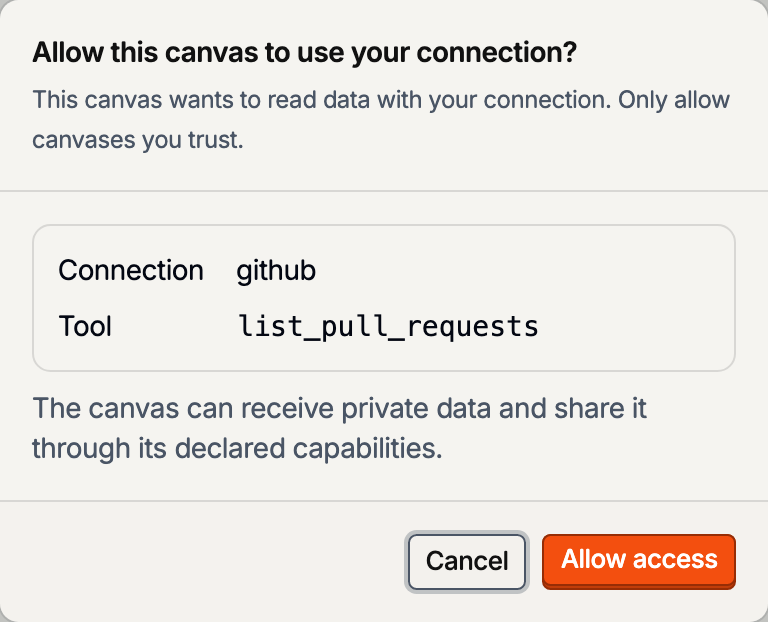 Allow this canvas to use your connection?
This canvas wants to read data with your connection. Only allow
canvases you trust.
Connection github
Tool list_pull_requests
The canvas can receive private data and share it
through its declared capabilities.
Cancel Allow access